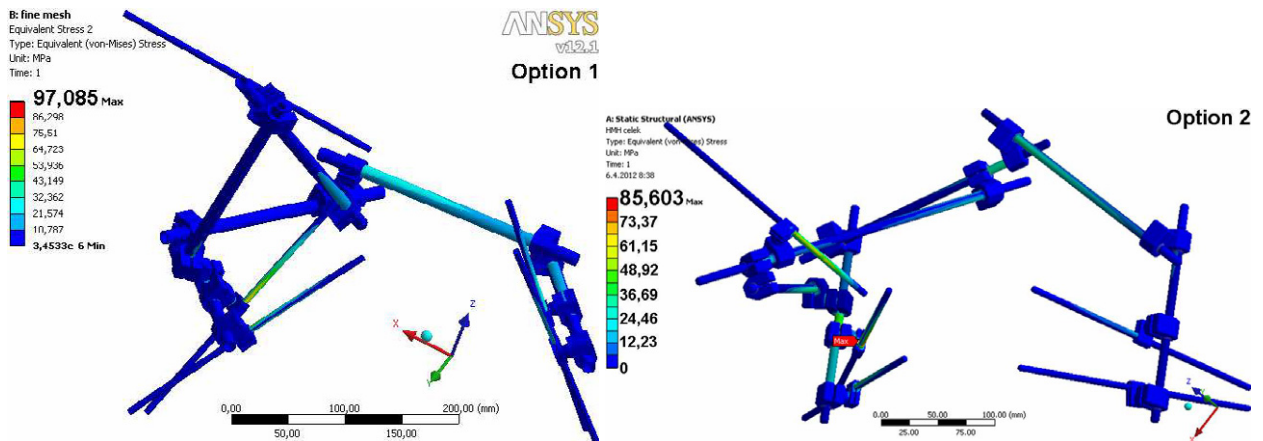 B: fine mesh
Equivalent Stress 2
Type: Equivalent (von-Mises) Stress
Unit: MPa
Time: 1
97,085 Max
86,298
75,51
64,723
53,936
43,149
32,362
21,574
10,787
3,4533e 6 Min
ANSYS
v12.1
Option 1
X
Y
Z
0,00 100,00 200,00 (mm)
50,00 150,00
Option 2
A: Static Structural (ANSYS)
HMH celek
Type: Equivalent (von-Mises) Stress
Unit: MPa
Time: 1
6.4.2012 8:38
85,603 Max
73,37
61,15
48,92
36,69
24,46
12,23
0
Max
0.00 50.00 100.00 (mm)
25.00 75.00
Z
Y
X